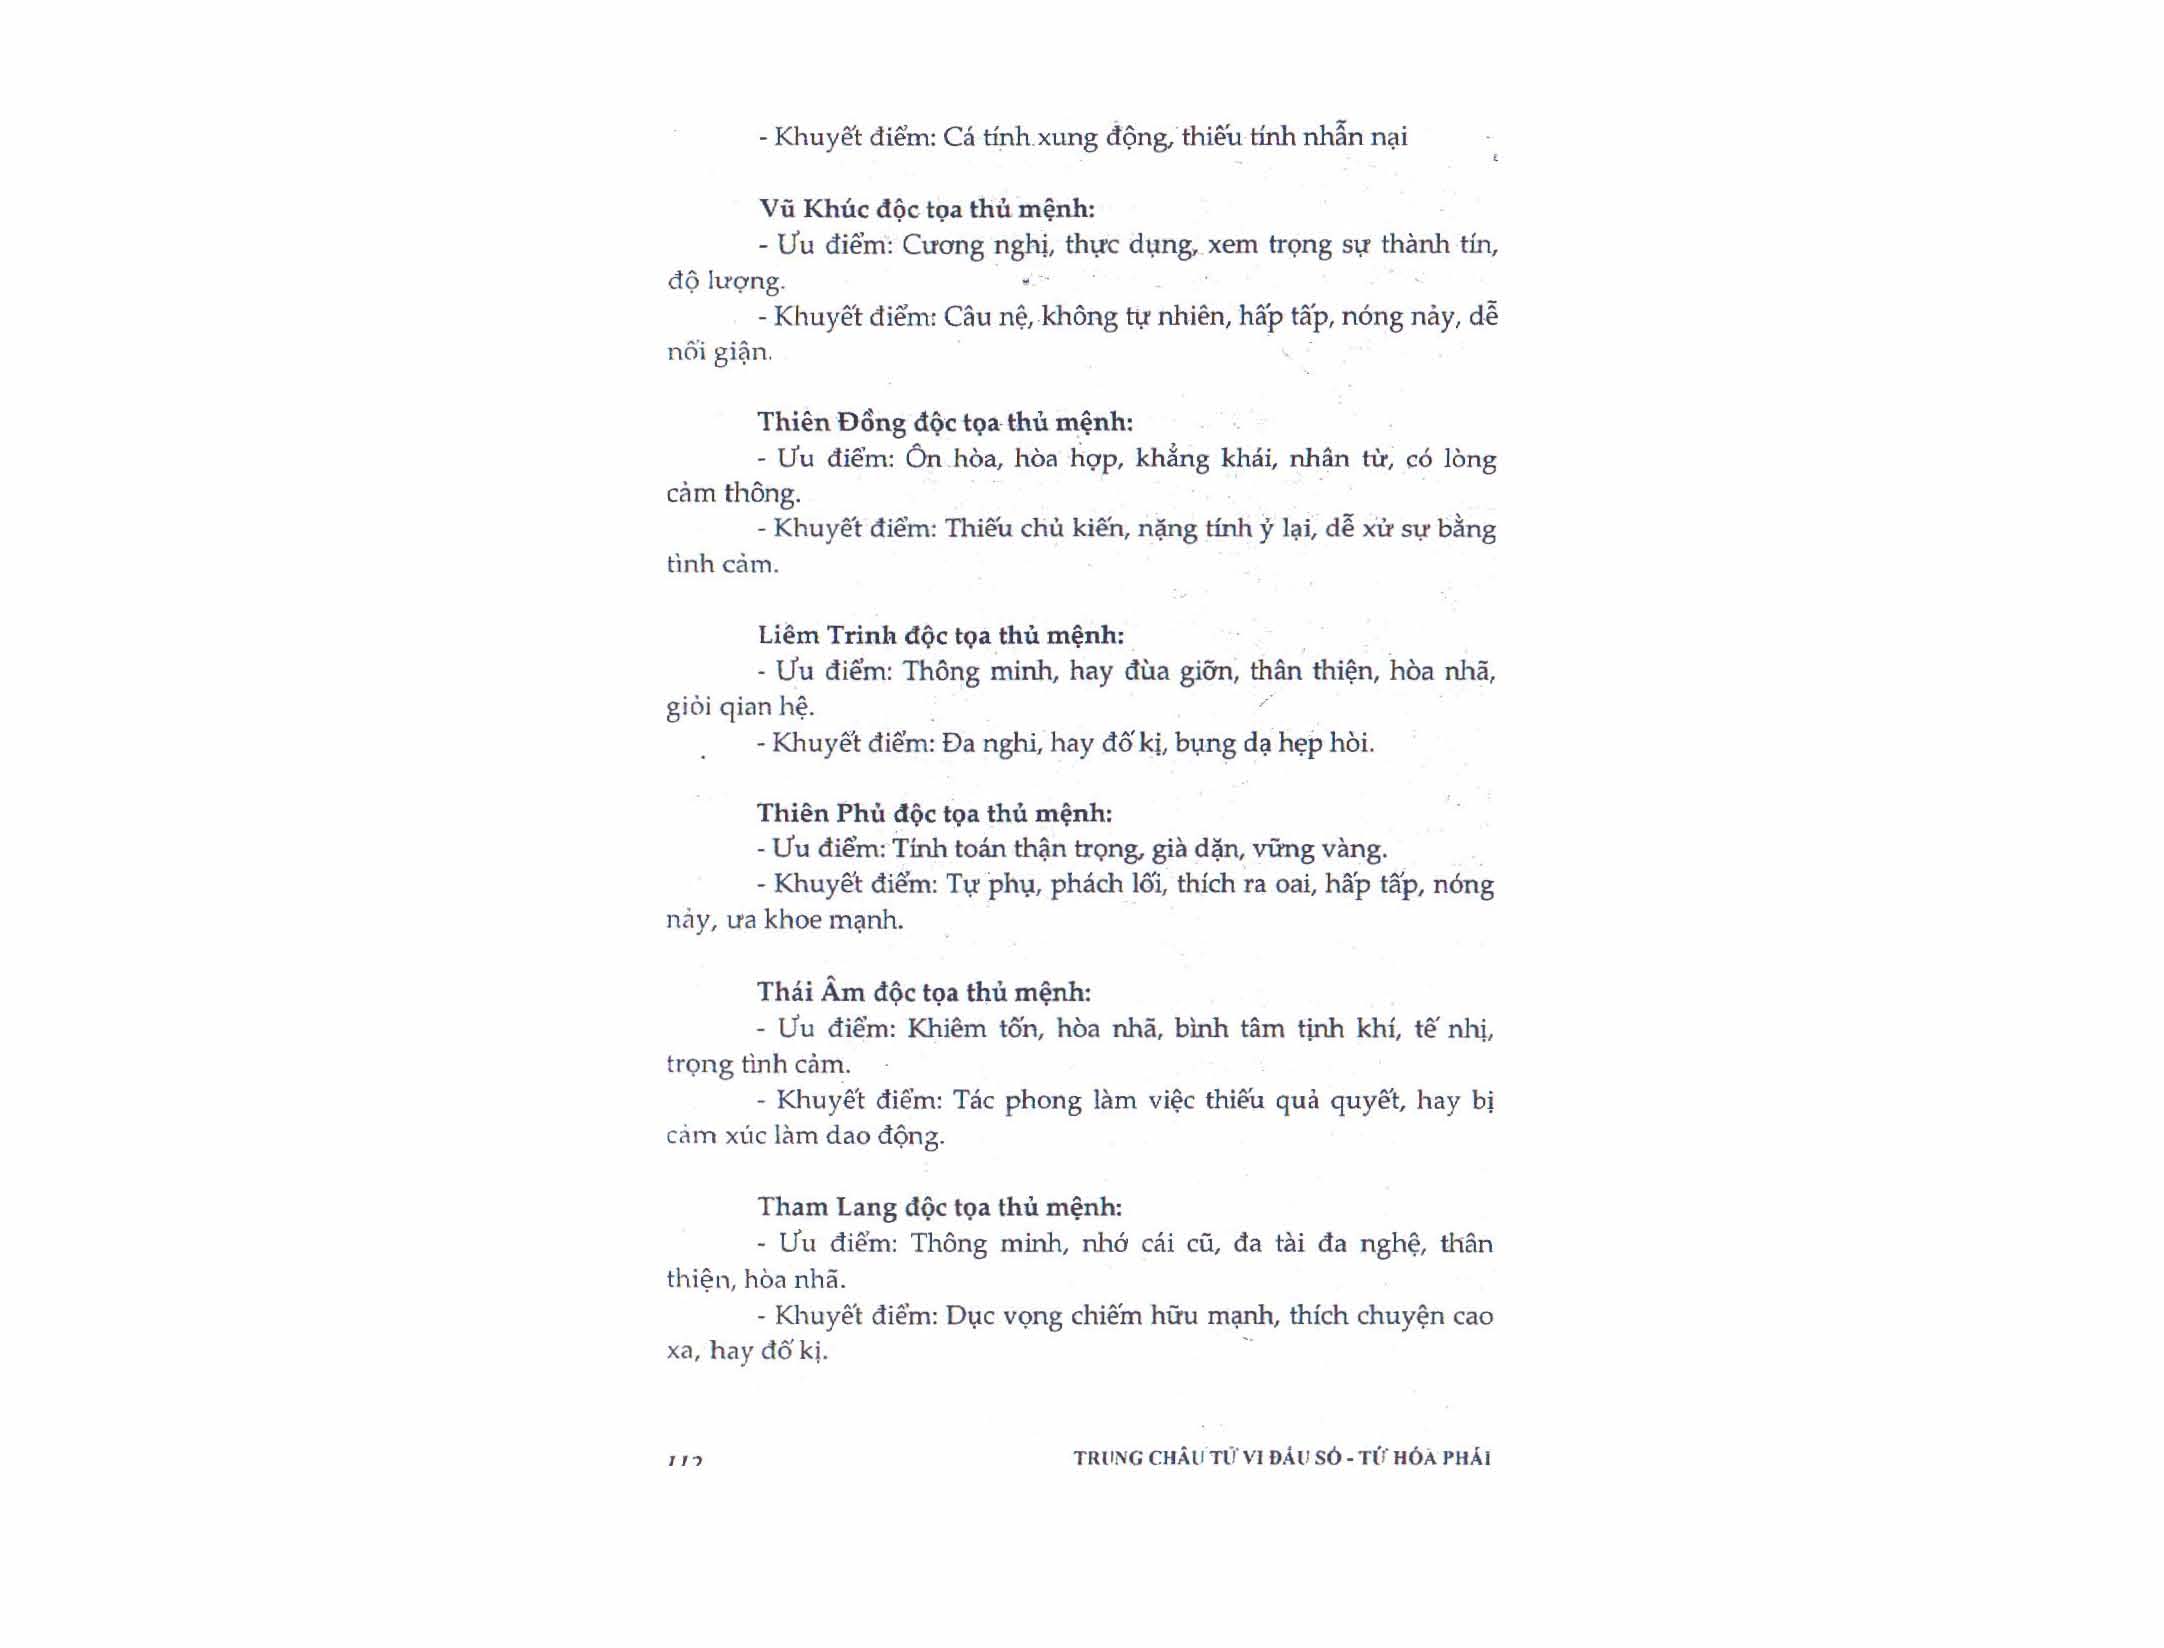 - Khuyết điểm: Cá tính xung động, thiếu tính nhẫn nại
Vũ Khúc độc tọa thủ mệnh:
- Ưu điểm: Cương nghị, thực dụng, xem trọng sự thành tín,
độ lượng.
- Khuyết điểm: Câu nệ, không tự nhiên, hấp tấp, nóng nảy, dễ
nổi giận.
Thiên Đồng độc tọa thủ mệnh:
- Ưu điểm: Ôn hòa, hòa hợp, khẳng khái, nhân từ, có lòng
cảm thông.
- Khuyết điểm: Thiếu chủ kiến, nặng tính ỷ lại, dễ xử sự bằng
tình cảm.
Liêm Trinh độc tọa thủ mệnh:
- Ưu điểm: Thông minh, hay đùa giỡn, thân thiện, hòa nhã,
giỏi qian hệ.
- Khuyết điểm: Đa nghi, hay đố kị, bụng dạ hẹp hòi.
Thiên Phủ độc tọa thủ mệnh:
- Ưu điểm: Tính toán thận trọng, già dặn, vững vàng.
- Khuyết điểm: Tự phụ, phách lối, thích ra oai, hấp tấp, nóng
nảy, ưa khoe mạnh.
Thái Âm độc tọa thủ mệnh:
- Ưu điểm: Khiêm tốn, hòa nhã, bình tâm tịnh khí, tế nhị,
trọng tình cảm.
- Khuyết điểm: Tác phong làm việc thiếu quả quyết, hay bị
cảm xúc làm dao động.
Tham Lang độc tọa thủ mệnh:
- Ưu điểm: Thông minh, nhớ cái cũ, đa tài đa nghệ, thân
thiện, hòa nhã.
- Khuyết điểm: Dục vọng chiếm hữu mạnh, thích chuyện cao
xa, hay đố kị.
TRUNG CHÂU TỬ VI ĐẨU SỐ - TỨ HÓA PHÁI